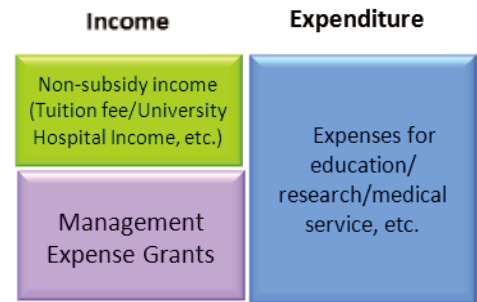 Income
Expenditure
Non-subsidy income
(Tuition fee/University
Hospital Income, etc.)
Management
Expense Grants
Expenses for
education/
research/medical
service, etc.